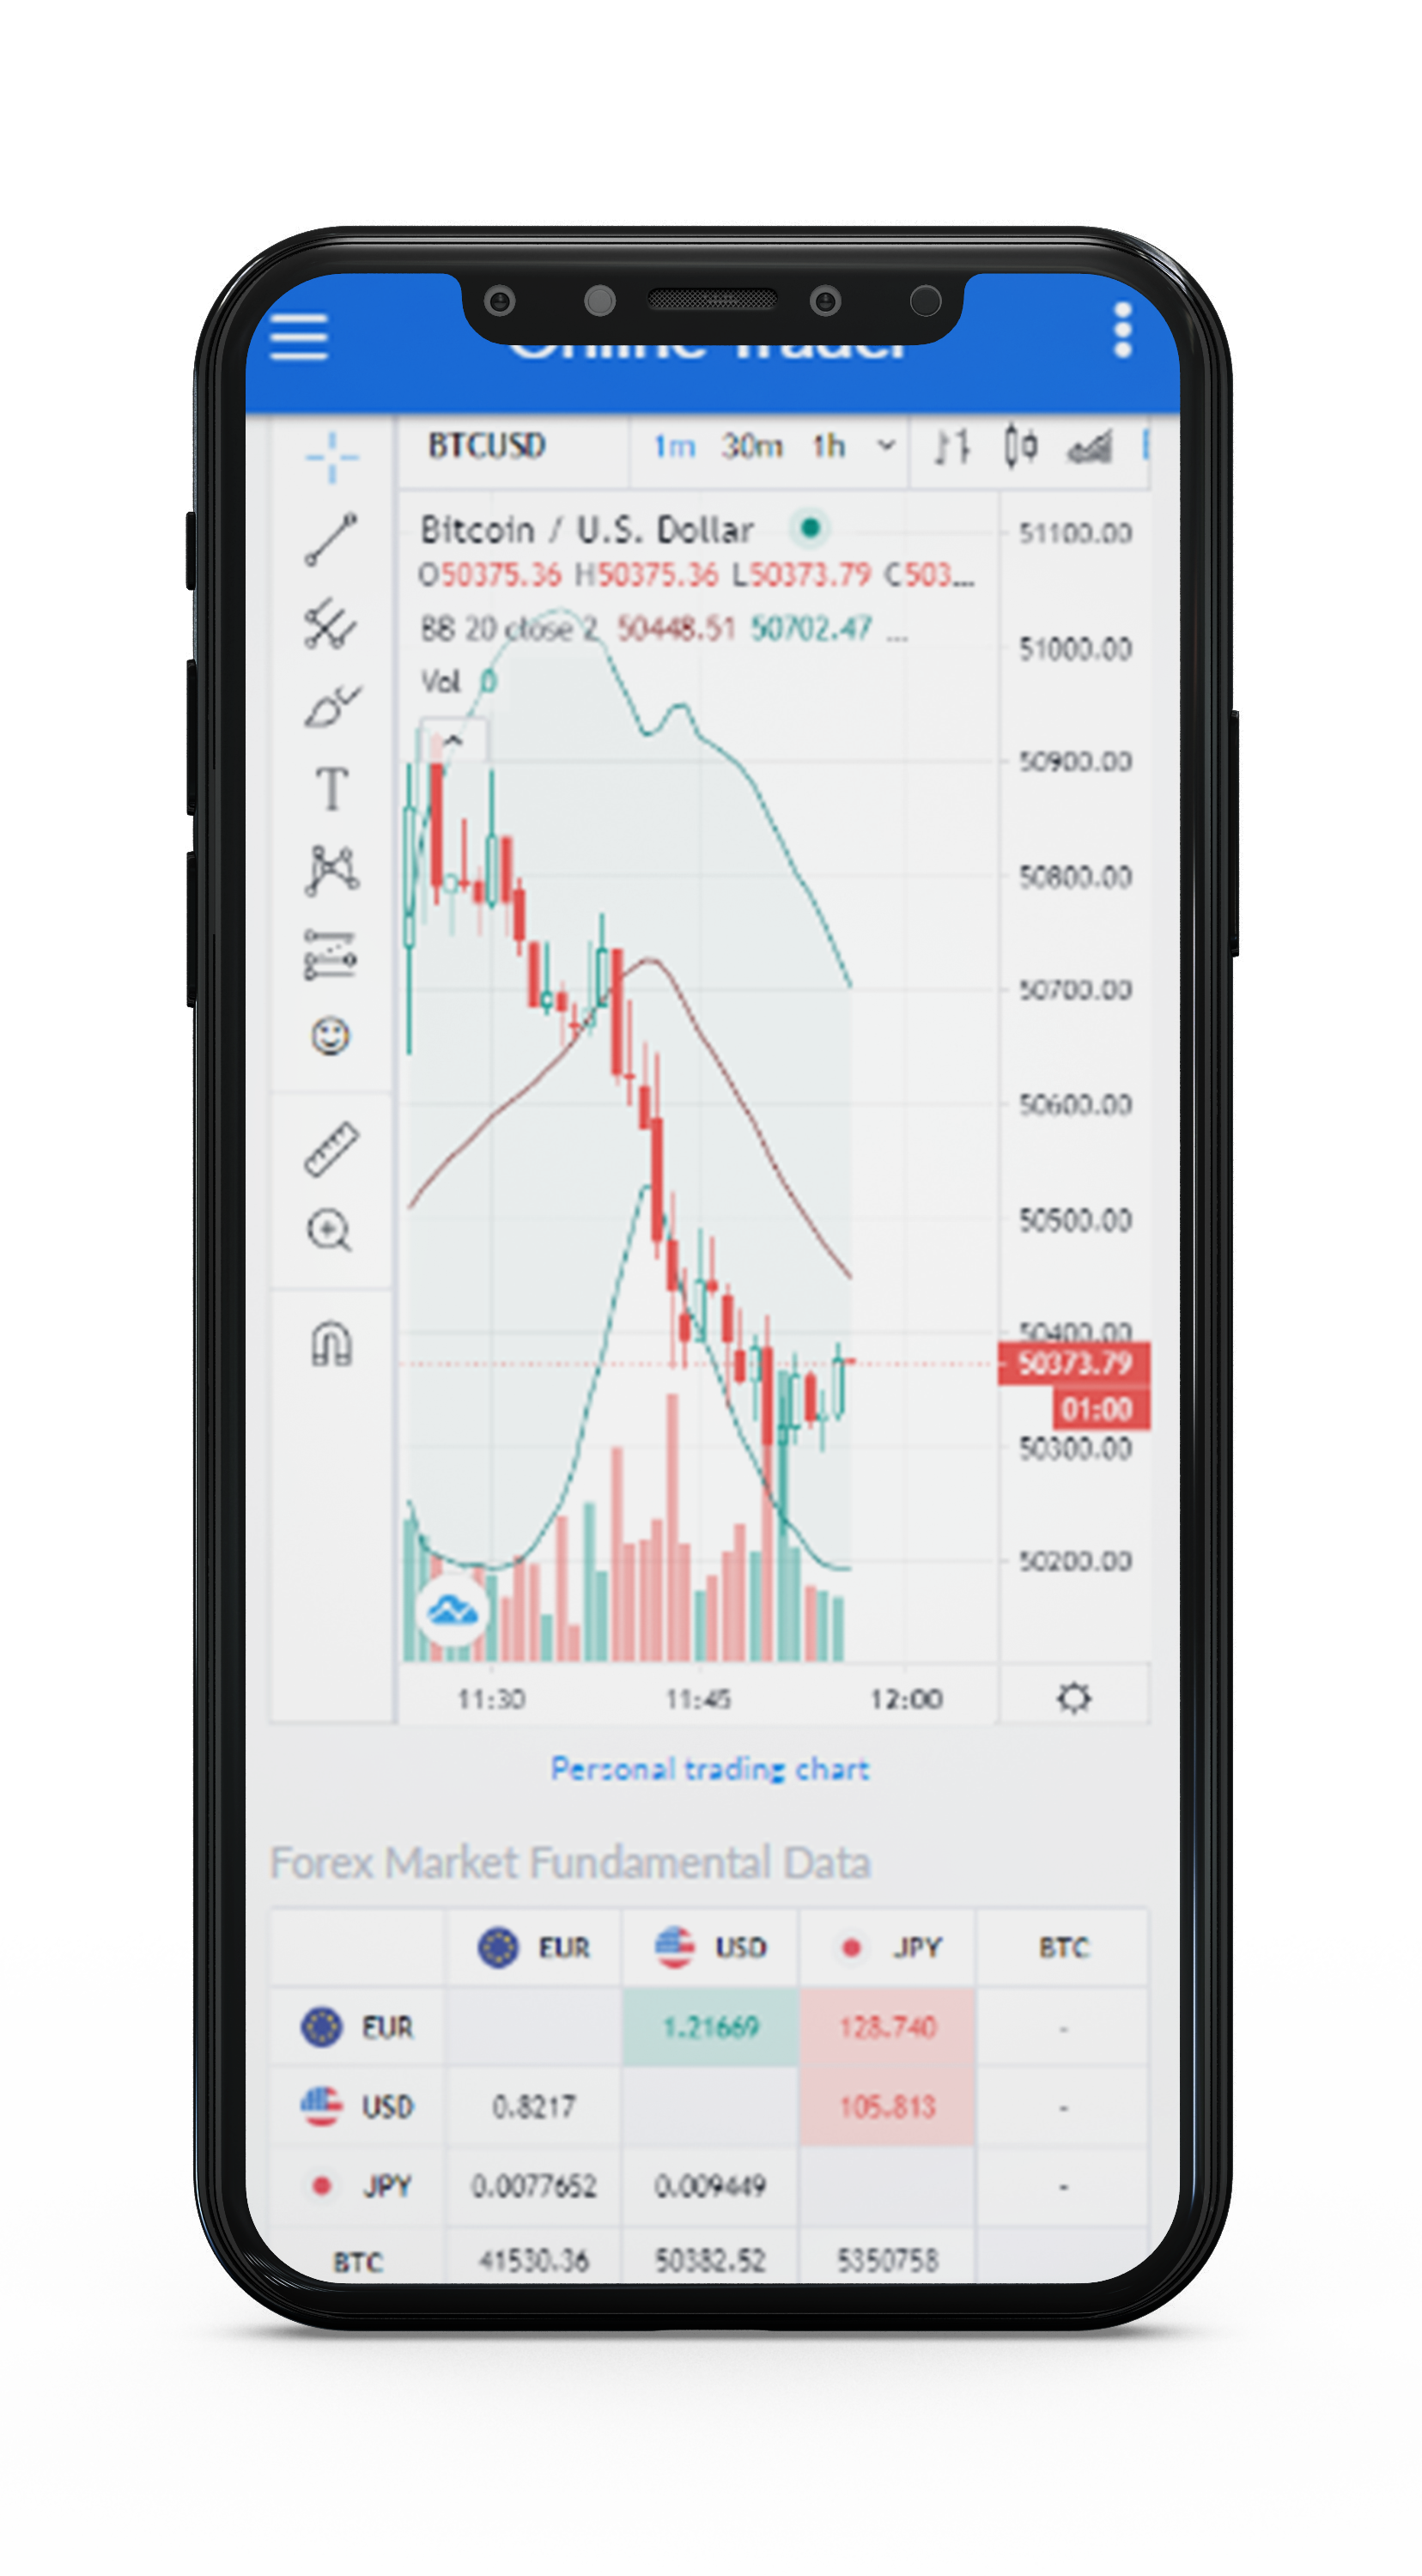 Online Trader
BTCUSD 1m 30m 1h
Bitcoin / U.S. Dollar
O50375.36 H50375.36 L50373.79 C503...
BB 20 close 2 50448.51 50702.47 ...
Vol 0
T
51100.00
51000.00
50900.00
50800.00
50700.00
50600.00
50500.00
50400.00
50373.79
01:00
50300.00
50200.00
11:30 11:45 12:00
Personal trading chart
Forex Market Fundamental Data
EUR USD JPY BTC
EUR 1.21669 128.740 -
USD 0.8217 105.813 -
JPY 0.0077652 0.009449 -
BTC 41530.36 50382.52 5350758